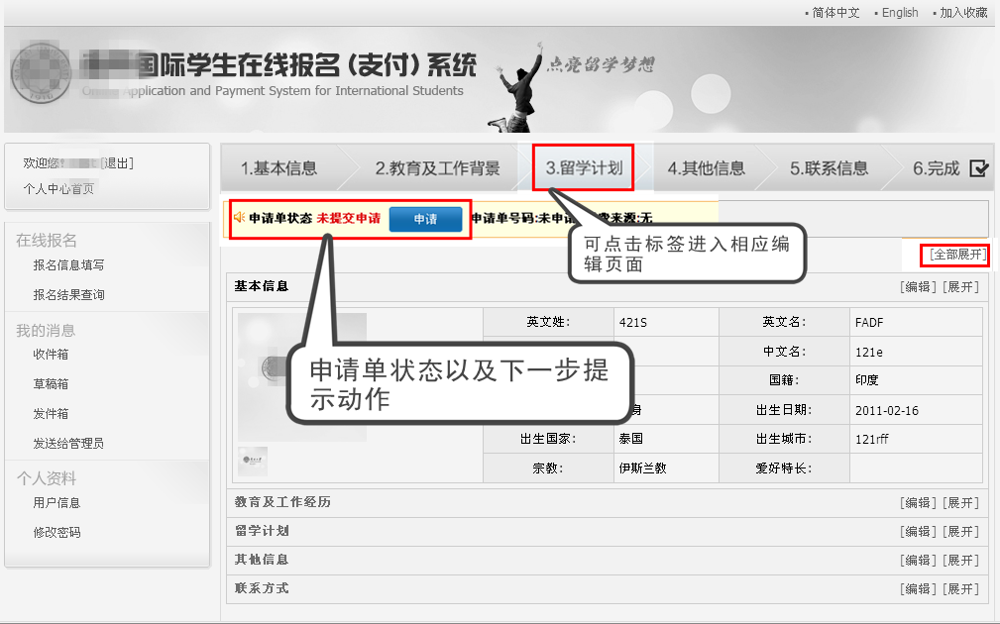 简体中文 English 加入收藏
国际学生在线报名(支付)系统
点亮留学梦想
Application and Payment System for International Students
欢迎您! [退出]
个人中心首页
在线报名
报名信息填写
报名结果查询
我的消息
收件箱
草稿箱
发件箱
发送给管理员
个人资料
用户信息
修改密码
1.基本信息 2.教育及工作背景 3.留学计划 4.其他信息 5.联系信息 6.完成
申请单状态 未提交申请 申请 申请单号码:未申 来源:无
可点击标签进入相应编
辑页面
[全部展开]
基本信息 [编辑] [展开]
英文姓: 421S 英文名: FADF
中文名: 121e
国籍: 印度
申请单状态以及下一步提
示动作
出生日期: 2011-02-16
出生国家: 泰国 出生城市: 121rff
宗教: 伊斯兰教 爱好特长:
教育及工作经历 [编辑] [展开]
留学计划 [编辑] [展开]
其他信息 [编辑] [展开]
联系方式 [编辑] [展开]